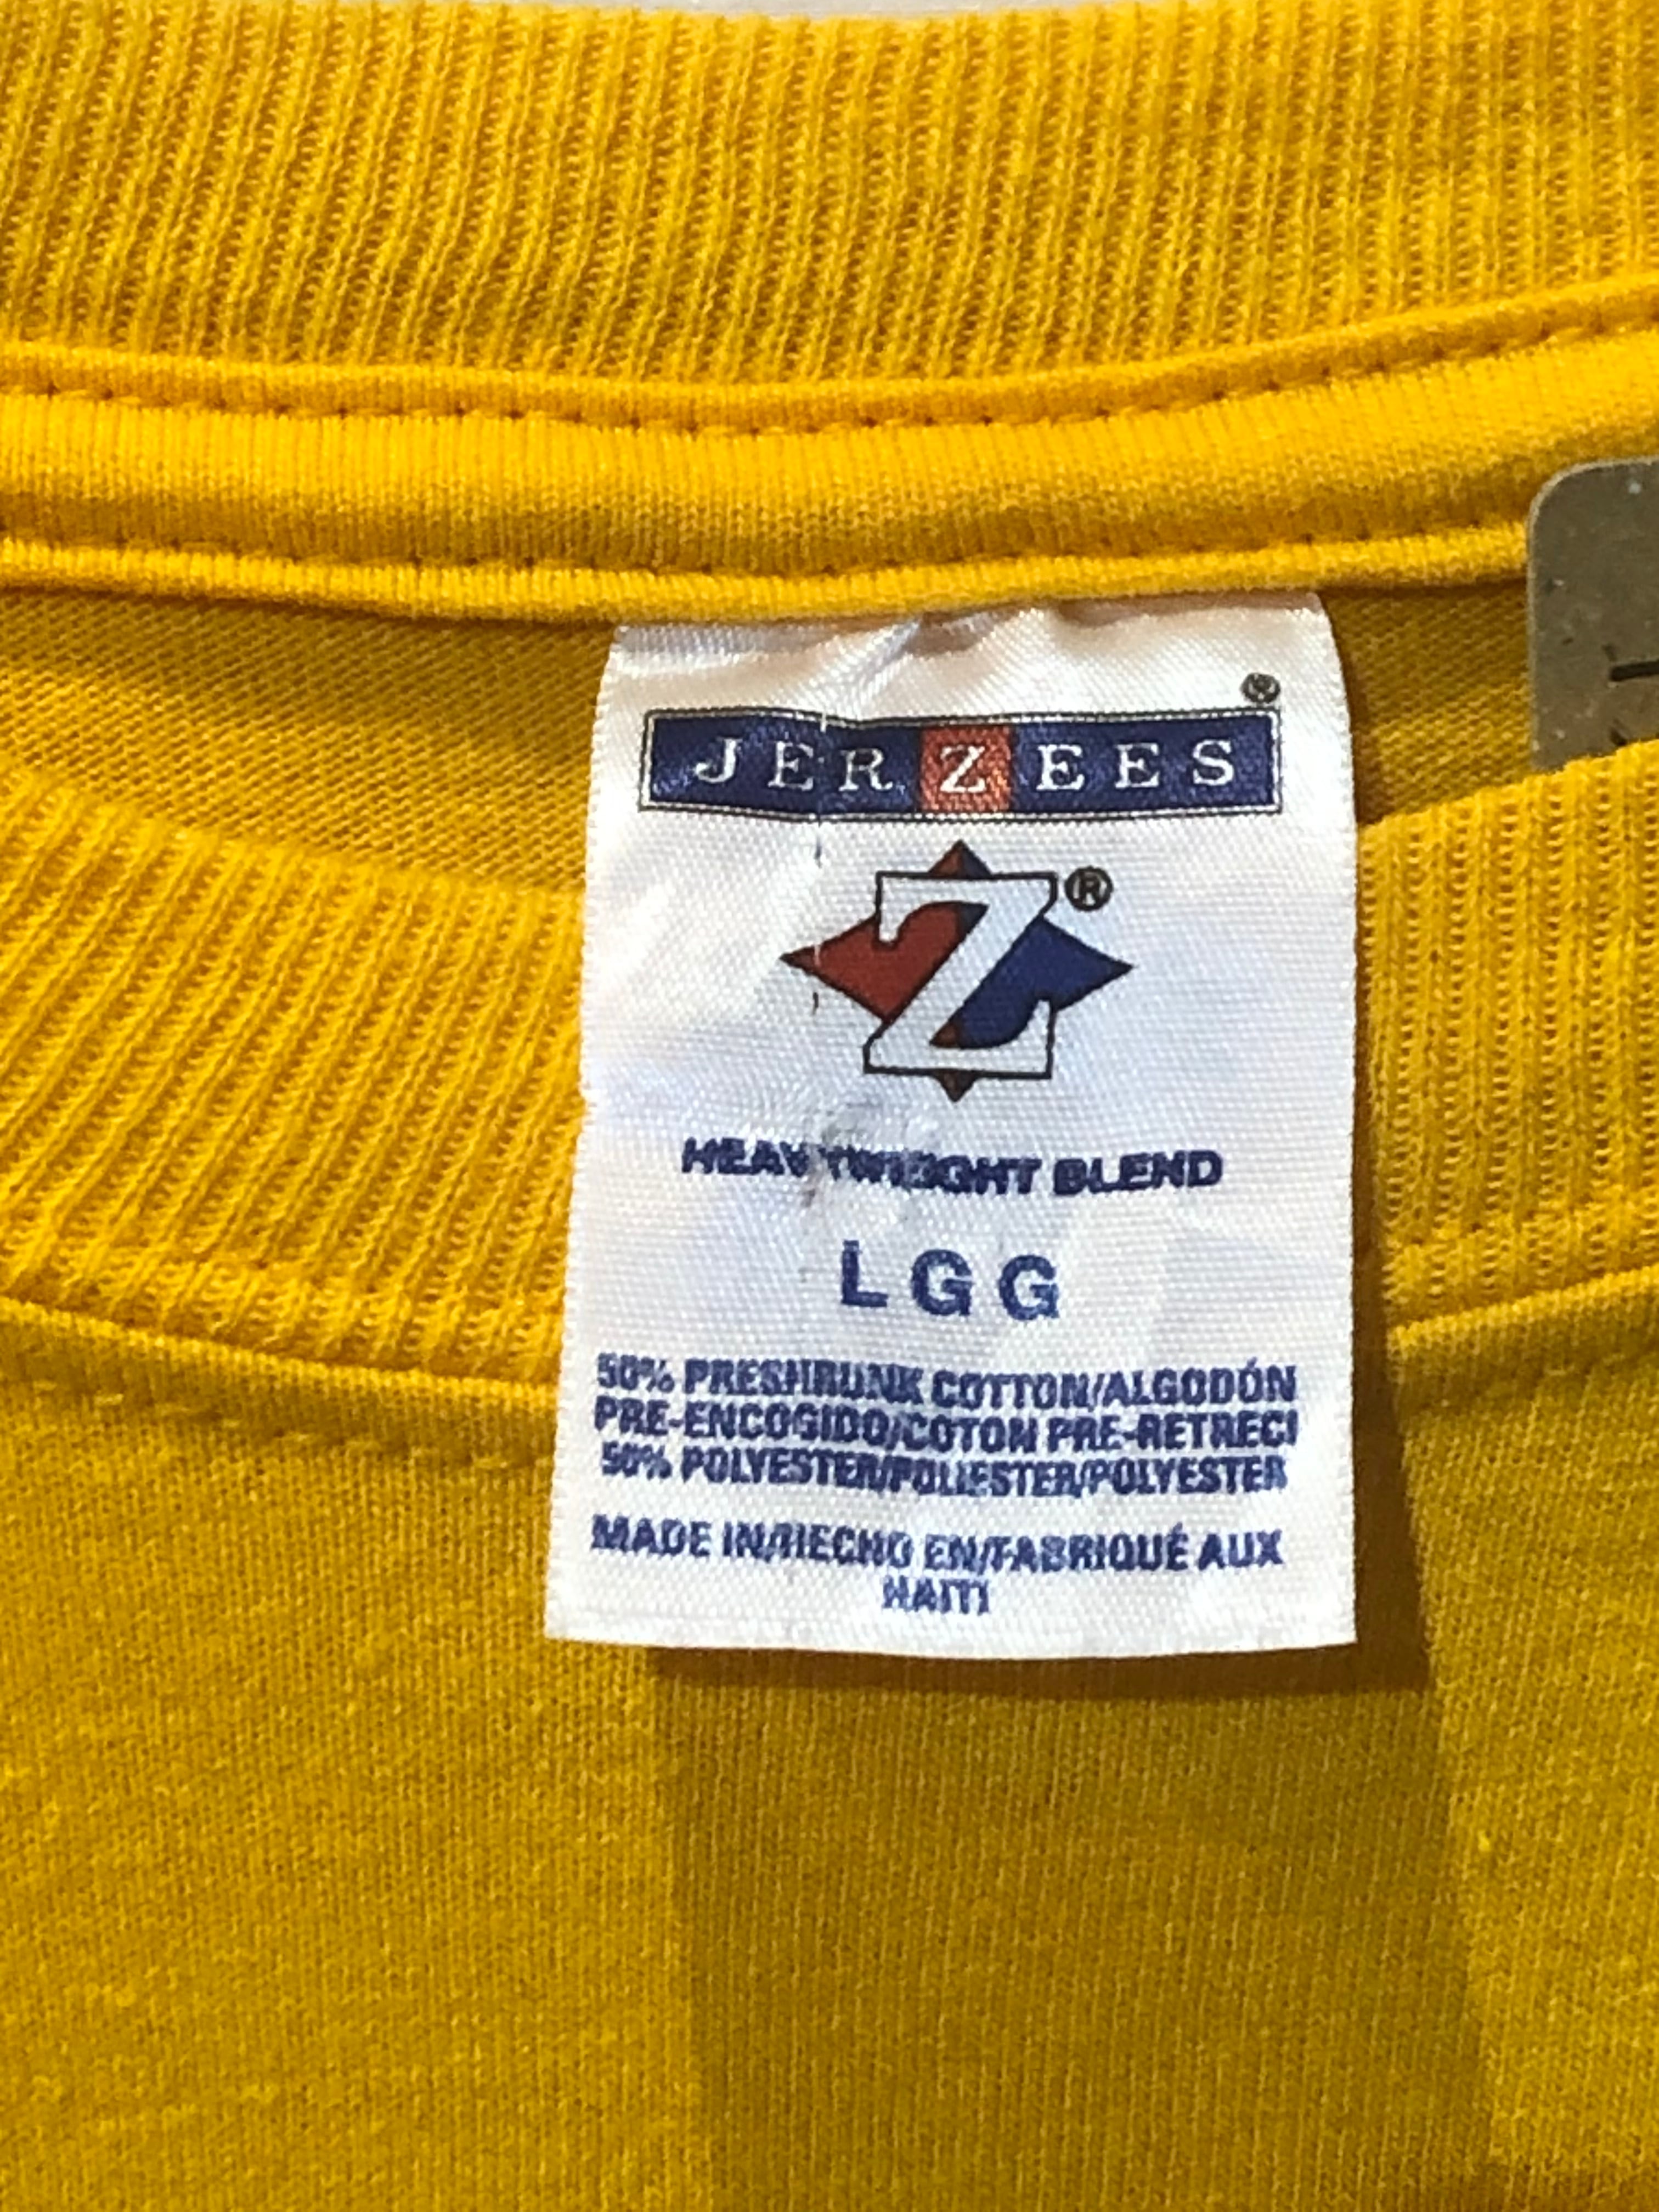 ®
JERZEES
Z®
HEAVYWEIGHT BLEND
L G G
50% PRESHRUNK COTTON/ALGODÓN
PRE-ENCOGIDO/COTON PRE-RETRECI
50% POLYESTER/POLIESTER/POLYESTER
MADE IN/HECHO EN/FABRIQUÉ AUX
HAITI